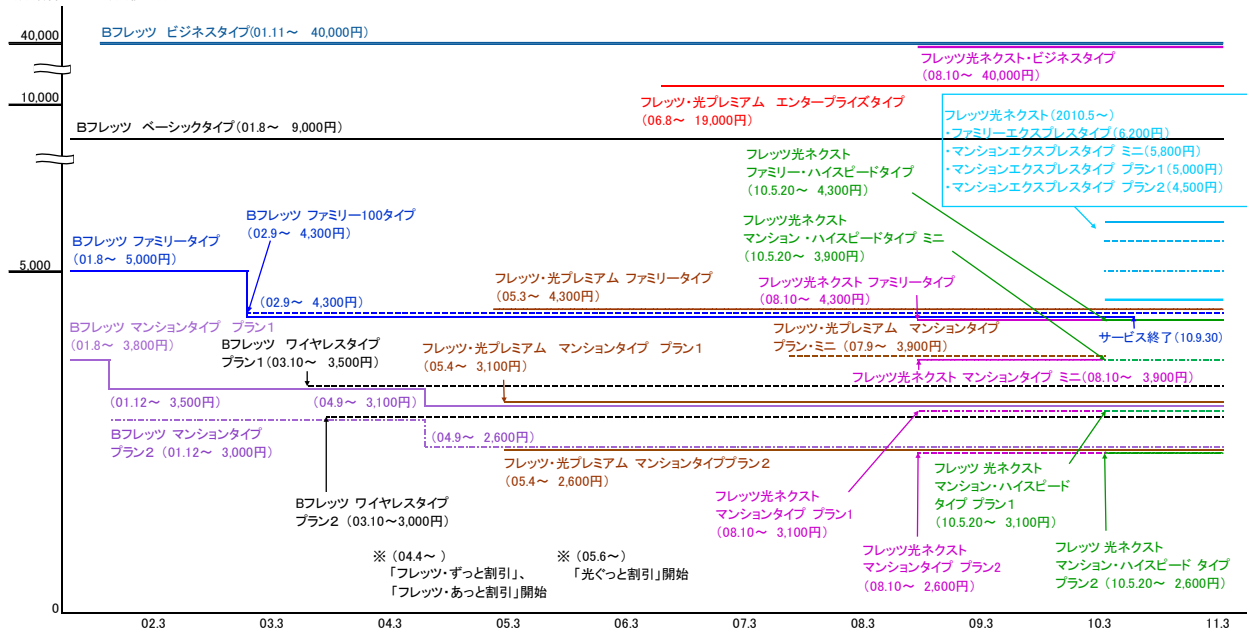 Bフレッツ ビジネスタイプ(01.11～ 40,000円)
40,000
フレッツ光ネクスト・ビジネスタイプ
(08.10～ 40,000円)
10,000
フレッツ・光プレミアム エンタープライズタイプ
(06.8～ 19,000円)
フレッツ光ネクスト(2010.5～)
・ファミリーエクスプレスタイプ(6,200円)
・マンションエクスプレスタイプ ミニ(5,800円)
・マンションエクスプレスタイプ プラン1(5,000円)
・マンションエクスプレスタイプ プラン2(4,500円)
Bフレッツ ベーシックタイプ(01.8～ 9,000円)
フレッツ光ネクスト
ファミリー・ハイスピードタイプ
(10.5.20～ 4,300円)
Bフレッツ ファミリー100タイプ
(02.9～ 4,300円)
フレッツ光ネクスト
マンション・ハイスピードタイプ ミニ
(10.5.20～ 3,900円)
Bフレッツ ファミリータイプ
(01.8～ 5,000円)
5,000
フレッツ・光プレミアム ファミリータイプ
(05.3～ 4,300円)
フレッツ光ネクスト ファミリータイプ
(08.10～ 4,300円)
(02.9～ 4,300円)
Bフレッツ マンションタイプ プラン1
(01.8～ 3,800円)
フレッツ・光プレミアム マンションタイプ
プラン・ミニ (07.9～ 3,900円)
サービス終了(10.9.30)
Bフレッツ ワイヤレスタイプ
プラン1(03.10～ 3,500円)
フレッツ・光プレミアム マンションタイプ プラン1
(05.4～ 3,100円)
フレッツ光ネクスト マンションタイプ ミニ(08.10～ 3,900円)
(01.12～ 3,500円)
(04.9～ 3,100円)
Bフレッツ マンションタイプ
プラン2 (01.12～ 3,000円)
(04.9～ 2,600円)
フレッツ・光プレミアム マンションタイププラン2
(05.4～ 2,600円)
Bフレッツ ワイヤレスタイプ
プラン2 (03.10～3,000円)
フレッツ光ネクスト
マンションタイプ プラン1
(08.10～ 3,100円)
フレッツ 光ネクスト
マンション・ハイスピード
タイプ プラン1
(10.5.20～ 3,100円)
フレッツ光ネクスト
マンションタイプ プラン2
(08.10～ 2,600円)
フレッツ 光ネクスト
マンション・ハイスピード タイプ
プラン2 (10.5.20～ 2,600円)
※ (04.4～ )
「フレッツ・ずっと割引」、
「フレッツ・あっと割引」開始
※ (05.6～)
「光ぐっと割引」開始
0
02.3
03.3
04.3
05.3
06.3
07.3
08.3
09.3
10.3
11.3